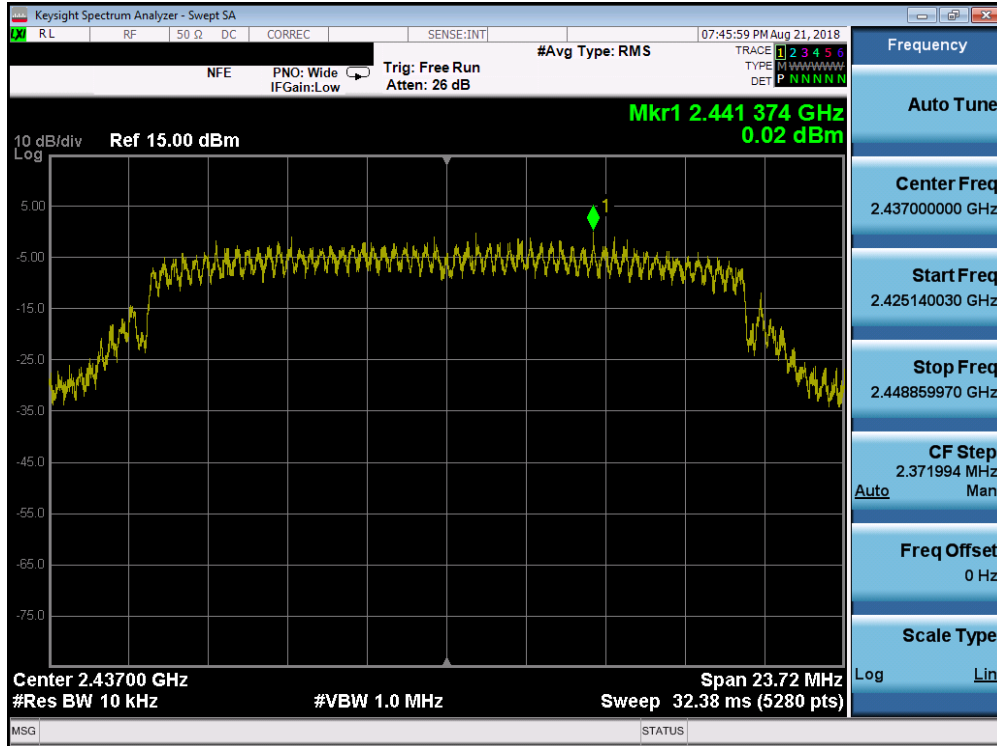 Keysight Spectrum Analyzer - Swept SA
LXI RL RF 50 Ω DC CORREC SENSE:INT 07:45:59 PM Aug 21, 2018
#Avg Type: RMS
TRACE 1 2 3 4 5 6
TYPE M W W W W W
DET P N N N N N
NFE PNO: Wide Trig: Free Run
IFGain:Low Atten: 26 dB
Mkr1 2.441 374 GHz
0.02 dBm
10 dB/div Ref 15.00 dBm
Log
1
5.00
-5.00
-15.0
-25.0
-35.0
-45.0
-55.0
-65.0
-75.0
Center 2.43700 GHz Span 23.72 MHz
#Res BW 10 kHz #VBW 1.0 MHz Sweep 32.38 ms (5280 pts)
MSG STATUS
Frequency
Auto Tune
Center Freq
2.437000000 GHz
Start Freq
2.425140030 GHz
Stop Freq
2.448859970 GHz
CF Step
2.371994 MHz
Auto Man
Freq Offset
0 Hz
Scale Type
Log Lin